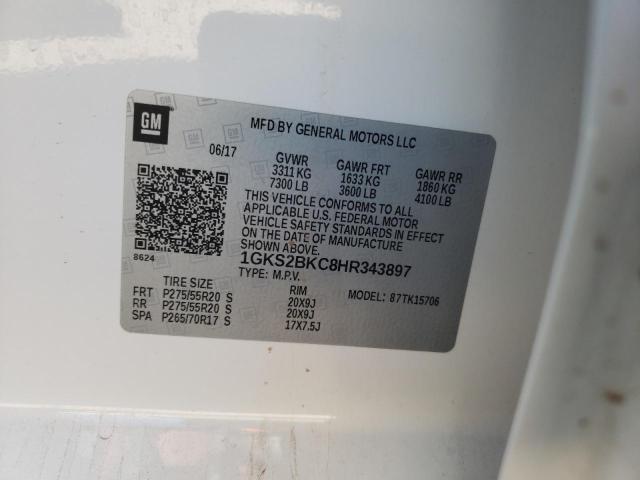 GM
MFD BY GENERAL MOTORS LLC
06/17
GVWR GAWR FRT GAWR RR
3311 KG 1633 KG 1860 KG
7300 LB 3600 LB 4100 LB
THIS VEHICLE CONFORMS TO ALL
APPLICABLE U.S. FEDERAL MOTOR
VEHICLE SAFETY STANDARDS IN EFFECT
ON THE DATE OF MANUFACTURE
SHOWN ABOVE.
8624
1GKS2BKC8HR343897
TYPE: M.P.V.
TIRE SIZE RIM MODEL: 87TK15706
FRT P275/55R20 S 20X9J
RR P275/55R20 S 20X9J
SPA P265/70R17 S 17X7.5J